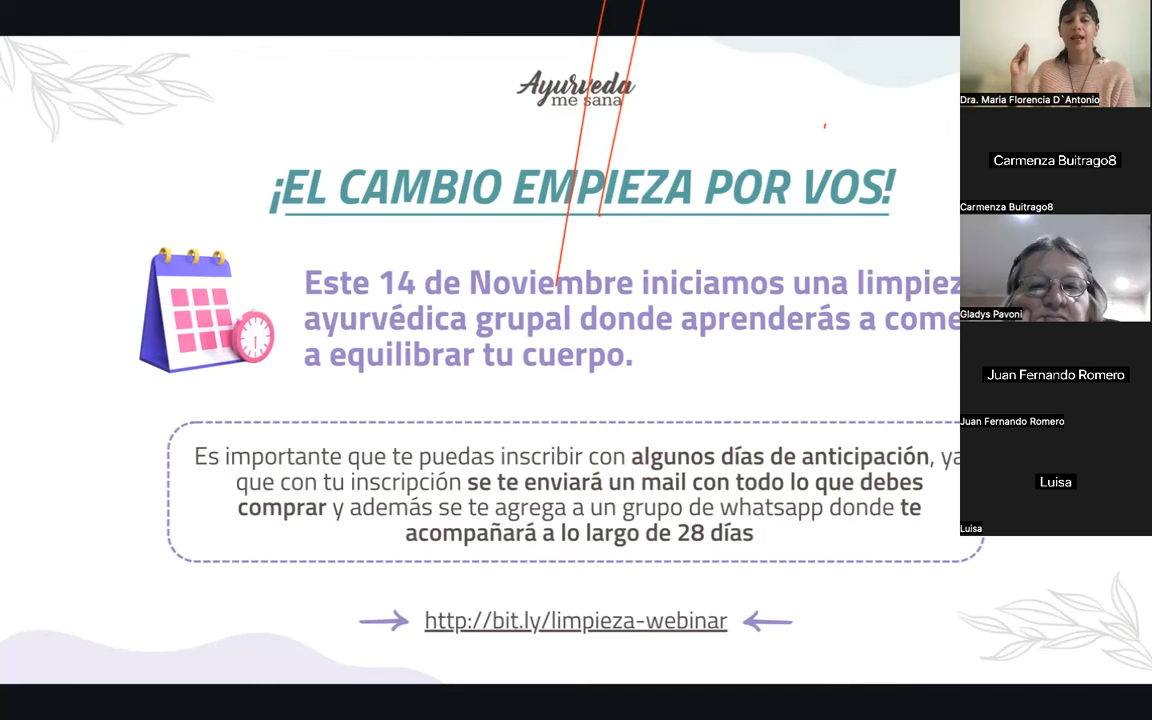 Ayurveda
me sana
¡EL CAMBIO EMPIEZA POR VOS!
Este 14 de Noviembre iniciamos una limpiez
ayurvédica grupal donde aprenderás a come
a equilibrar tu cuerpo.
Es importante que te puedas inscribir con algunos días de anticipación, ya
que con tu inscripción se te enviará un mail con todo lo que debes
comprar y además se te agrega a un grupo de whatsapp donde te
acompañará a lo largo de 28 días
http://bit.ly/limpieza-webinar
Dra. Maria Florencia D`Antonio
Carmenza Buitrago8
Carmenza Buitrago8
Gladys Pavoni
Juan Fernando Romero
Juan Fernando Romero
Luisa
Luisa